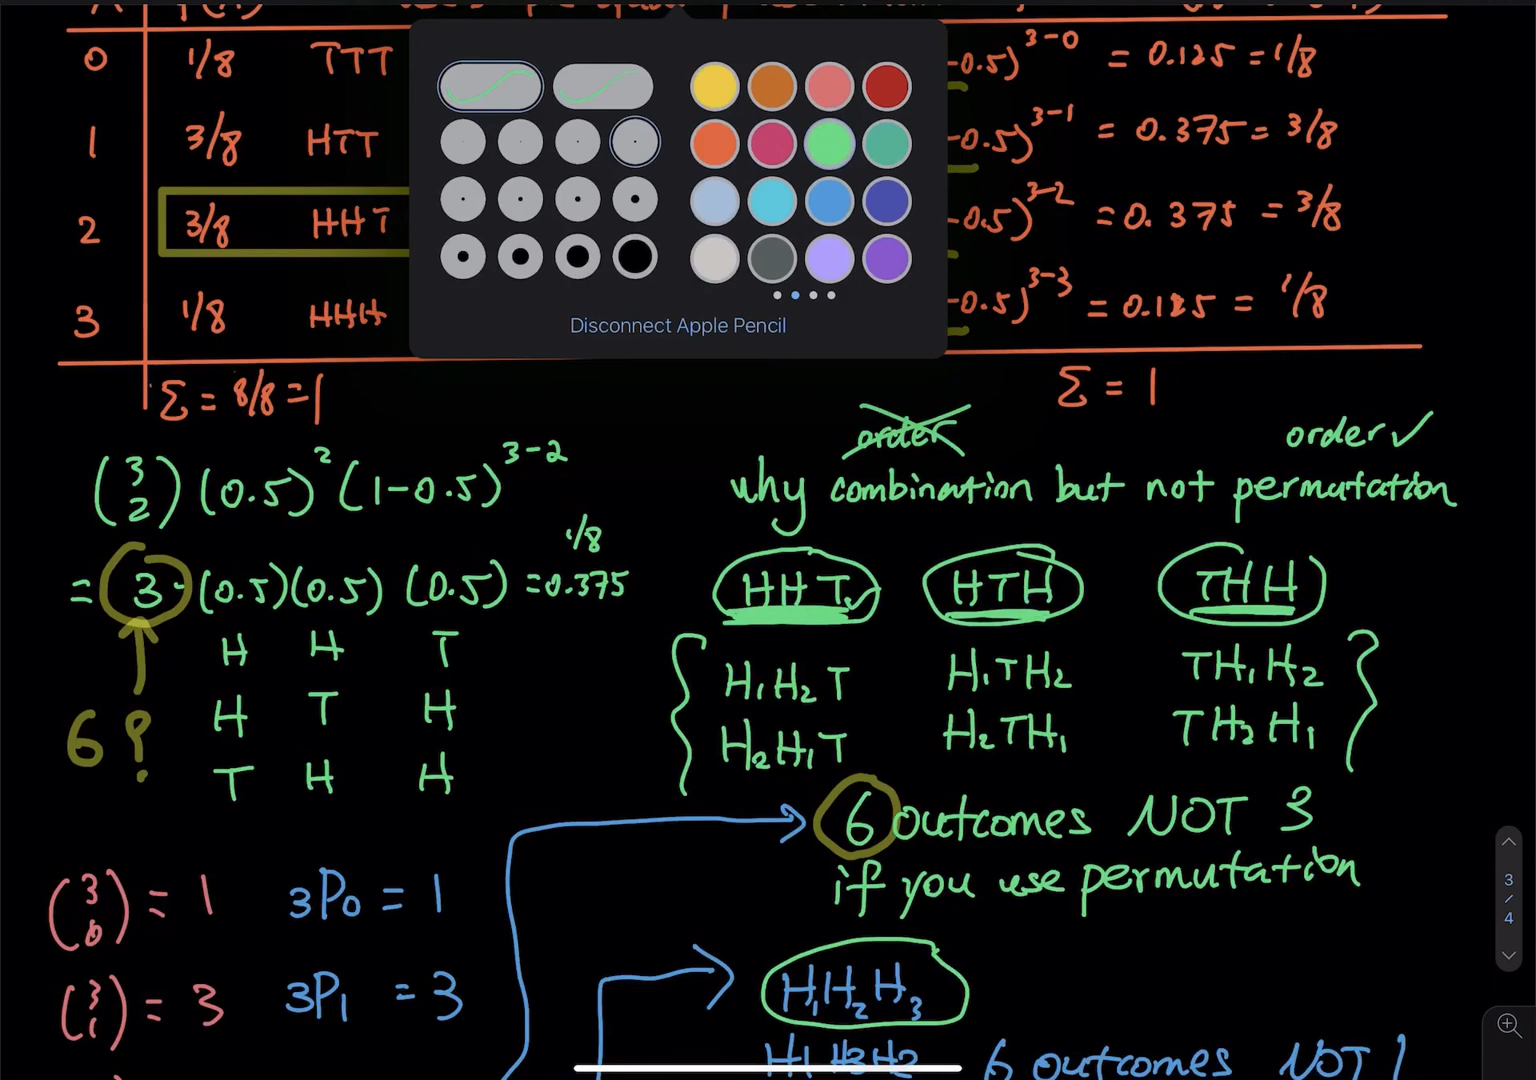 0 1/8 TTT -0.5)^{3-0} = 0.125 = 1/8
1 3/8 HTT -0.5)^{3-1} = 0.375 = 3/8
2 3/8 HHT -0.5)^{3-2} = 0.375 = 3/8
3 1/8 HHH -0.5)^{3-3} = 0.125 = 1/8
Disconnect Apple Pencil
Σ = 8/8 = 1 Σ = 1
order order ✓
(3 2) (0.5)^2 (1-0.5)^{3-2} why combination but not permutation
1/8
= 3 · (0.5)(0.5) (0.5) = 0.375 HHT HTH THH
H H T
H T H
T H H
6 ?
H₁H₂T H₁TH₂ TH₁H₂
H₂H₁T H₂TH₁ TH₂H₁
6 outcomes NOT 3
if you use permutation
(3 0) = 1 3P0 = 1
(3 1) = 3 3P1 = 3
H₁H₂H₃
H₁H₃H₂ 6 outcomes NOT 1
3 / 4